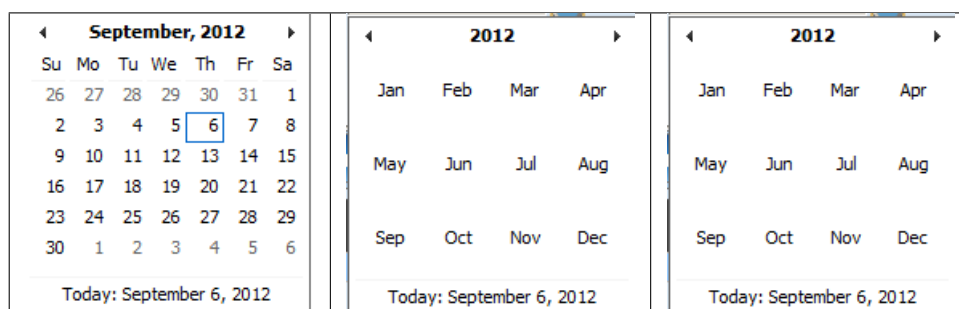 September, 2012
Su Mo Tu We Th Fr Sa
26 27 28 29 30 31 1
2 3 4 5 6 7 8
9 10 11 12 13 14 15
16 17 18 19 20 21 22
23 24 25 26 27 28 29
30 1 2 3 4 5 6
Today: September 6, 2012
2012
Jan Feb Mar Apr
May Jun Jul Aug
Sep Oct Nov Dec
Today: September 6, 2012
2012
Jan Feb Mar Apr
May Jun Jul Aug
Sep Oct Nov Dec
Today: September 6, 2012